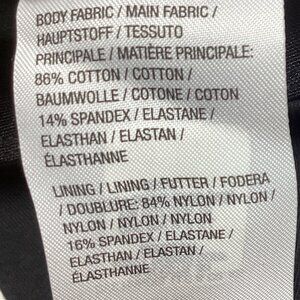 BODY FABRIC / MAIN FABRIC /
HAUPTSTOFF / TESSUTO
PRINCIPALE / MATIÈRE PRINCIPALE:
86% COTTON / COTTON /
BAUMWOLLE / COTONE / COTON
14% SPANDEX / ELASTANE /
ELASTHAN / ELASTAN /
ÉLASTHANNE
LINING / LINING / FUTTER / FODERA
/ DOUBLURE: 84% NYLON / NYLON /
NYLON / NYLON / NYLON
16% SPANDEX / ELASTANE /
ELASTHAN / ELASTAN /
ÉLASTHANNE